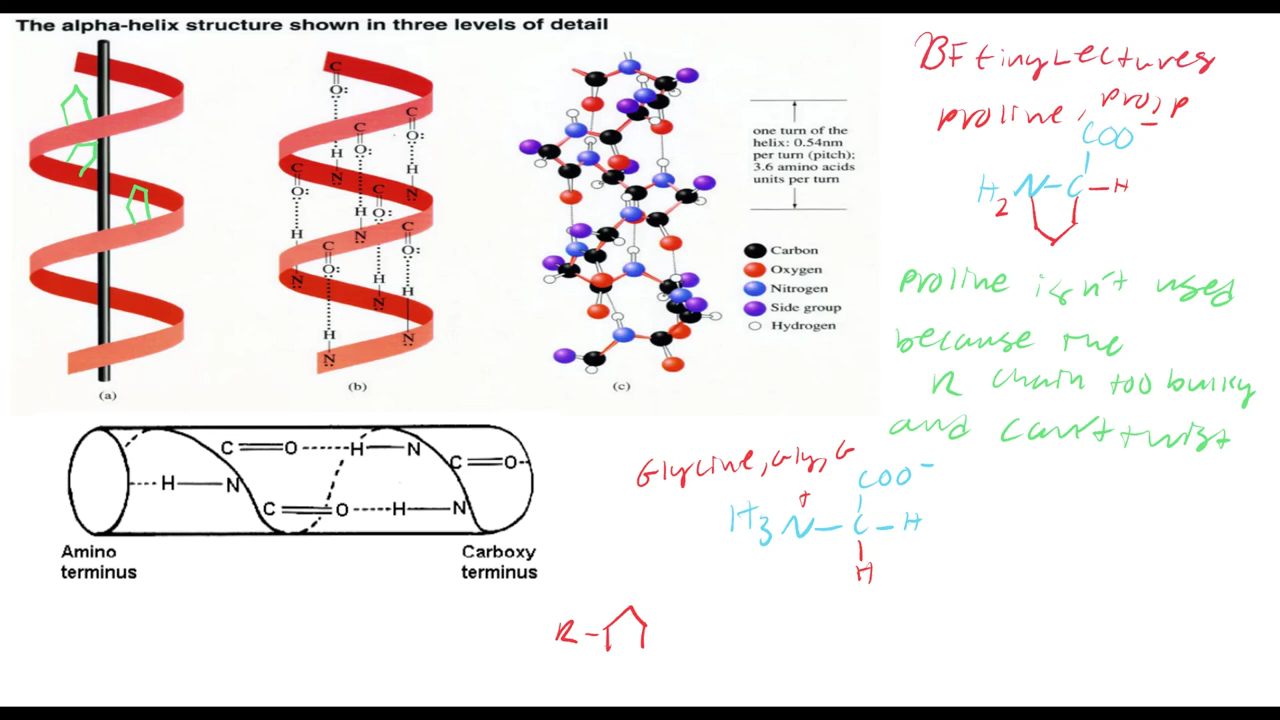 The alpha-helix structure shown in three levels of detail
C
O:
C
O:
C
O:
H
N
H
N
C
O:
C
O:
H
N
C
O:
H
N
C
O:
H
N
H
N
H
N
(a)
(b)
(c)
one turn of the
helix: 0.54nm
per turn (pitch);
3.6 amino acids
units per turn
Carbon
Oxygen
Nitrogen
Side group
Hydrogen
BF tiny Lectures
proline, pro, p
COO-
H2 N-C-H
proline isn't used
because the
R chain too bulky
and can't twist
C O H N C O
H N C O H N
Amino
terminus
Carboxy
terminus
Glycine, Gly, G
COO-
H3 N+ - C - H
H
R-